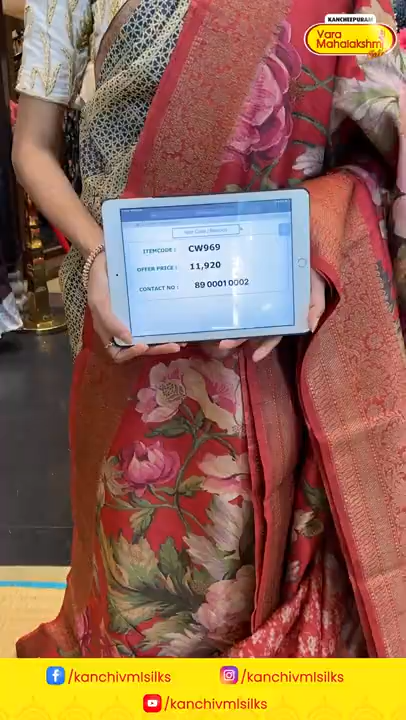 KANCHEEPURAM
Vara
Mahalakshmi
ITEMCODE : CW969
OFFER PRICE : 11,920
CONTACT NO : 89 0001 0002
/kanchivmlsilks
/kanchivmlsilks
/kanchivmlsilks